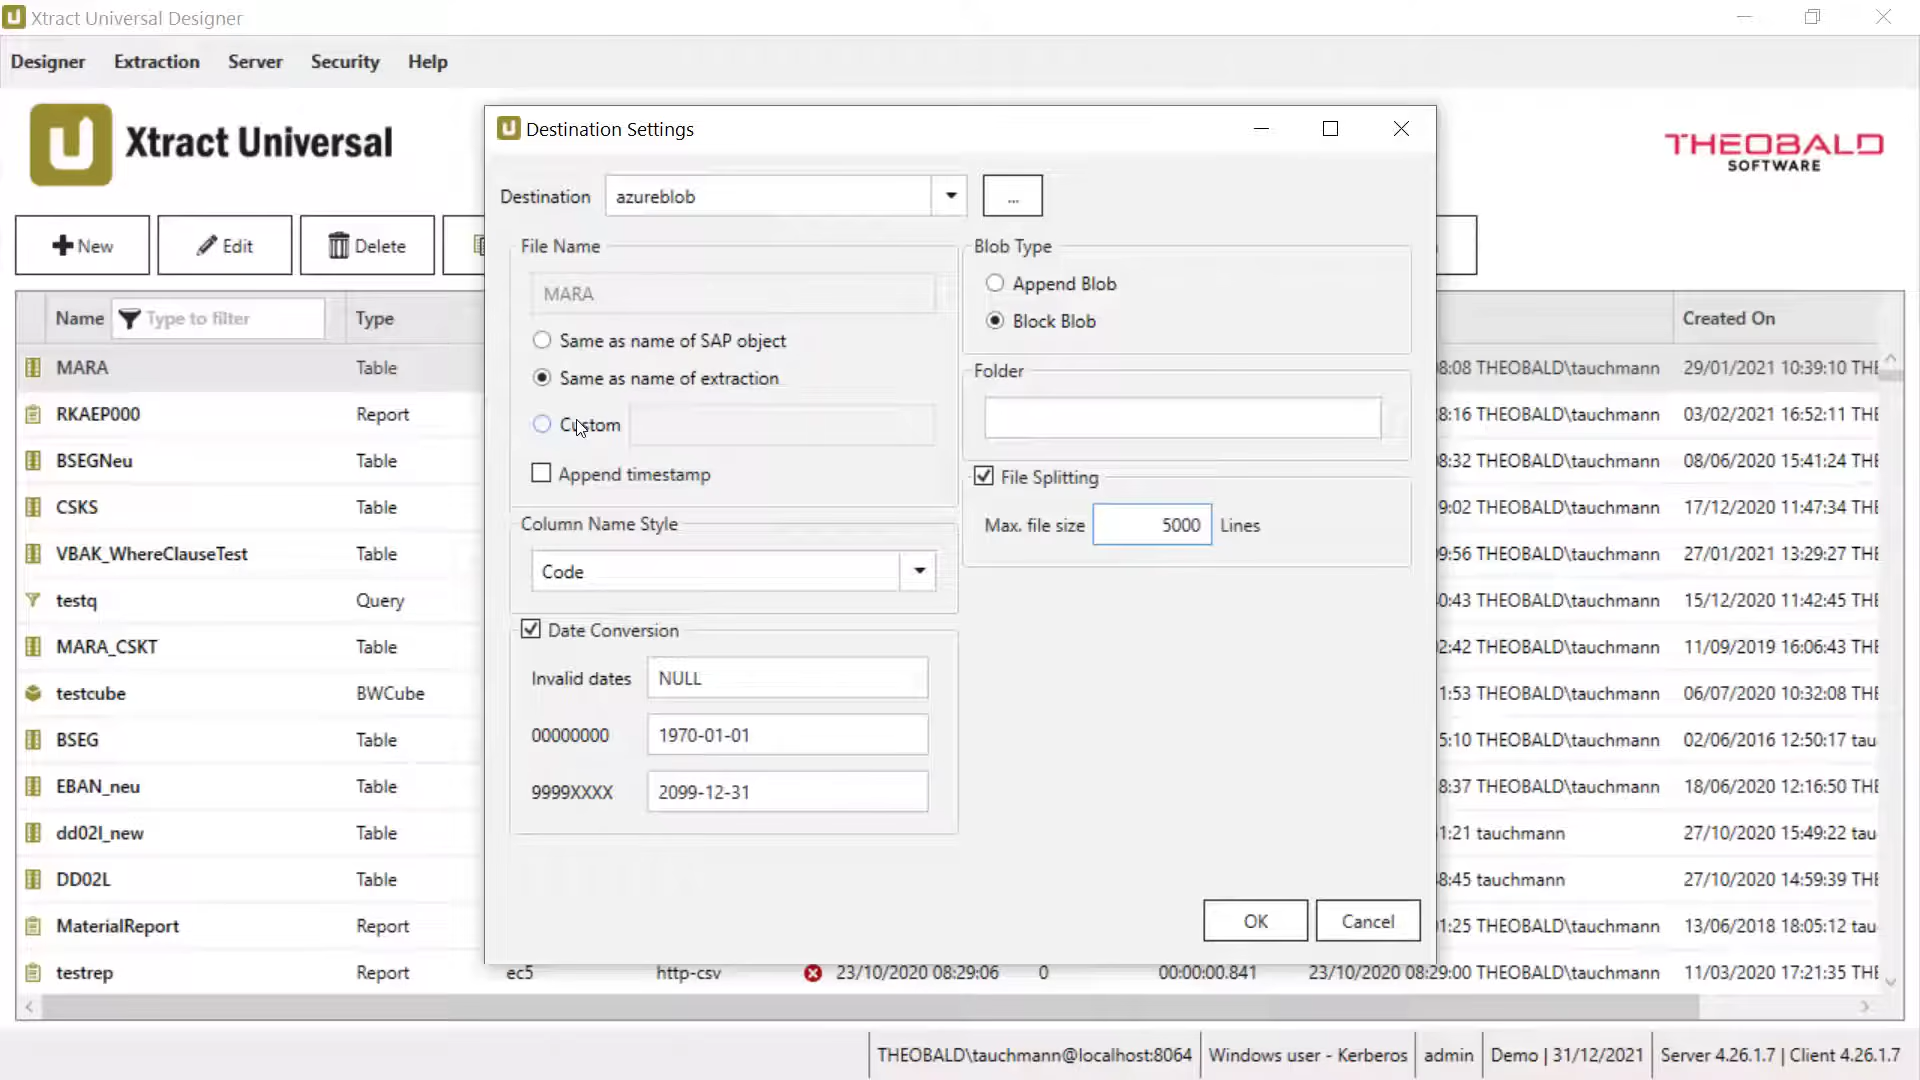 Xtract Universal Designer
Designer Extraction Server Security Help
Xtract Universal
THEOBALD
SOFTWARE
New Edit Delete
Name Type to filter Type Created On
MARA Table 8:08 THEOBALD\tauchmann 29/01/2021 10:39:10 THE
RKAEP000 Report 8:16 THEOBALD\tauchmann 03/02/2021 16:52:11 THE
BSEGNeu Table 8:32 THEOBALD\tauchmann 08/06/2020 15:41:24 THE
CSKS Table 9:02 THEOBALD\tauchmann 17/12/2020 11:47:34 THE
VBAK_WhereClauseTest Table 9:56 THEOBALD\tauchmann 27/01/2021 13:29:27 THE
testq Query 0:43 THEOBALD\tauchmann 15/12/2020 11:42:45 THE
MARA_CSKT Table 2:42 THEOBALD\tauchmann 11/09/2019 16:06:43 THE
testcube BWCube 1:53 THEOBALD\tauchmann 06/07/2020 10:32:08 THE
BSEG Table 5:10 THEOBALD\tauchmann 02/06/2016 12:50:17 tau
EBAN_neu Table 8:37 THEOBALD\tauchmann 18/06/2020 12:16:50 THE
dd02l_new Table 1:21 tauchmann 27/10/2020 15:49:22 tau
DD02L Table 8:45 tauchmann 27/10/2020 14:59:39 THE
MaterialReport Report 1:25 THEOBALD\tauchmann 13/06/2018 18:05:12 tau
testrep Report ec5 http-csv 23/10/2020 08:29:06 0 00:00:00.841 23/10/2020 08:29:00 THEOBALD\tauchmann 11/03/2020 17:21:35 THE
Destination Settings
Destination azureblob ...
File Name
MARA
Same as name of SAP object
Same as name of extraction
Custom
Append timestamp
Column Name Style
Code
Date Conversion
Invalid dates NULL
00000000 1970-01-01
9999XXXX 2099-12-31
Blob Type
Append Blob
Block Blob
Folder
File Splitting
Max. file size 5000 Lines
OK Cancel
THEOBALD\tauchmann@localhost:8064 Windows user - Kerberos admin Demo | 31/12/2021 Server 4.26.1.7 | Client 4.26.1.7